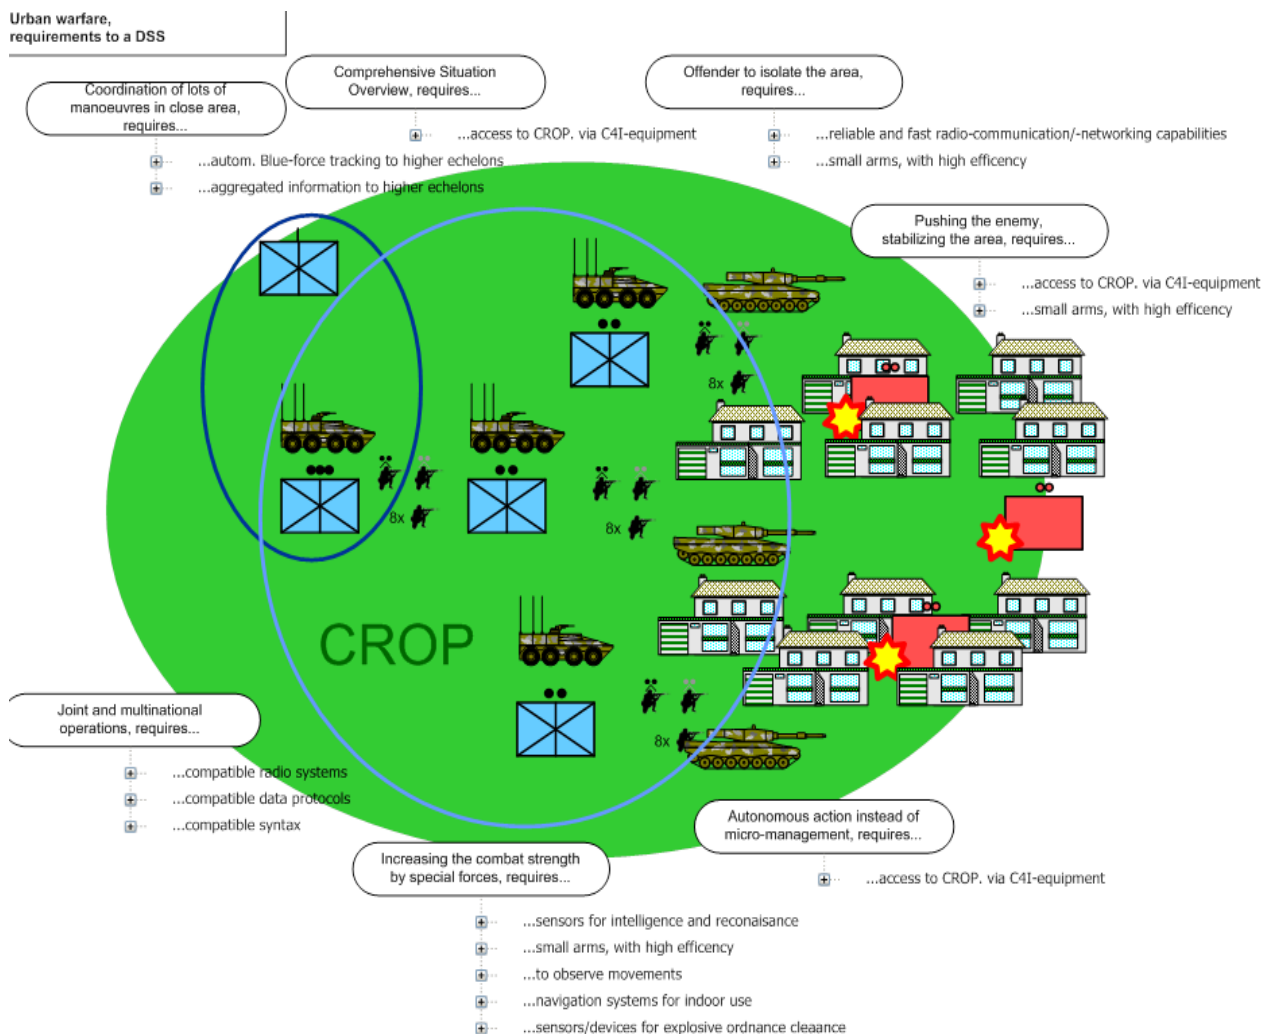 Urban warfare,
requirements to a DSS
Coordination of lots of
manoeuvres in close area,
requires...
...autom. Blue-force tracking to higher echelons
...aggregated information to higher echelons
Comprehensive Situation
Overview, requires...
...access to CROP. via C4I-equipment
Offender to isolate the area,
requires...
...reliable and fast radio-communication/-networking capabilities
...small arms, with high efficency
Pushing the enemy,
stabilizing the area, requires...
...access to CROP. via C4I-equipment
...small arms, with high efficency
8x
8x
8x
8x
CROP
Joint and multinational
operations, requires...
...compatible radio systems
...compatible data protocols
...compatible syntax
Increasing the combat strength
by special forces, requires...
...sensors for intelligence and reconaisance
...small arms, with high efficency
...to observe movements
...navigation systems for indoor use
...sensors/devices for explosive ordnance cleaance
Autonomous action instead of
micro-management, requires...
...access to CROP. via C4I-equipment